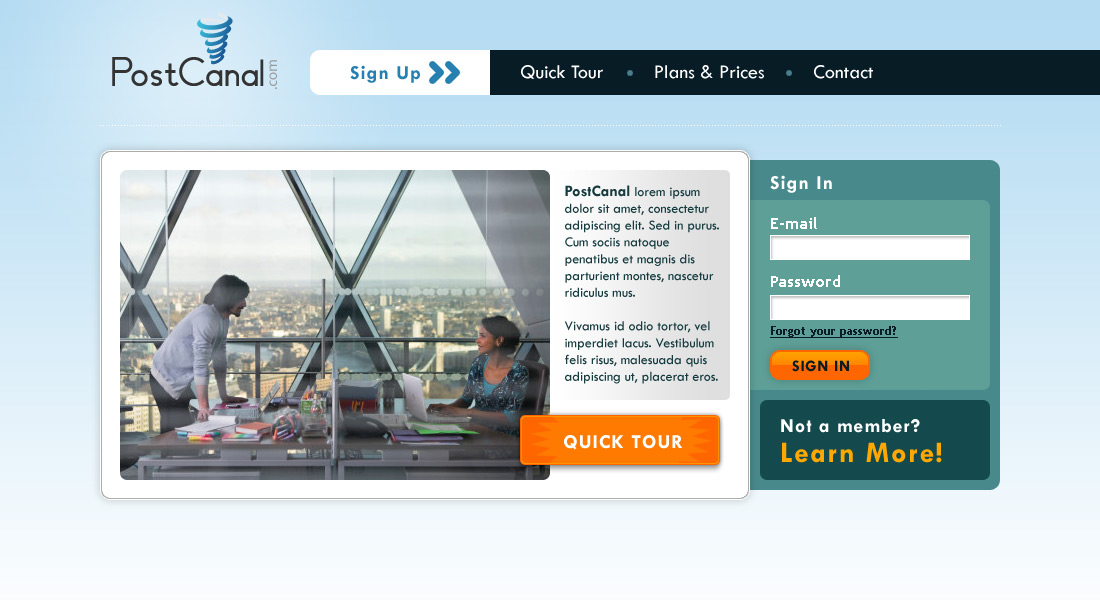 PostCanal.com
Sign Up
Quick Tour • Plans & Prices • Contact
PostCanal lorem ipsum
dolor sit amet, consectetur
adipiscing elit. Sed in purus.
Cum sociis natoque
penatibus et magnis dis
parturient montes, nascetur
ridiculus mus.
Vivamus id odio tortor, vel
imperdiet lacus. Vestibulum
felis risus, malesuada quis
adipiscing ut, placerat eros.
QUICK TOUR
Sign In
E-mail
Password
Forgot your password?
SIGN IN
Not a member?
Learn More!